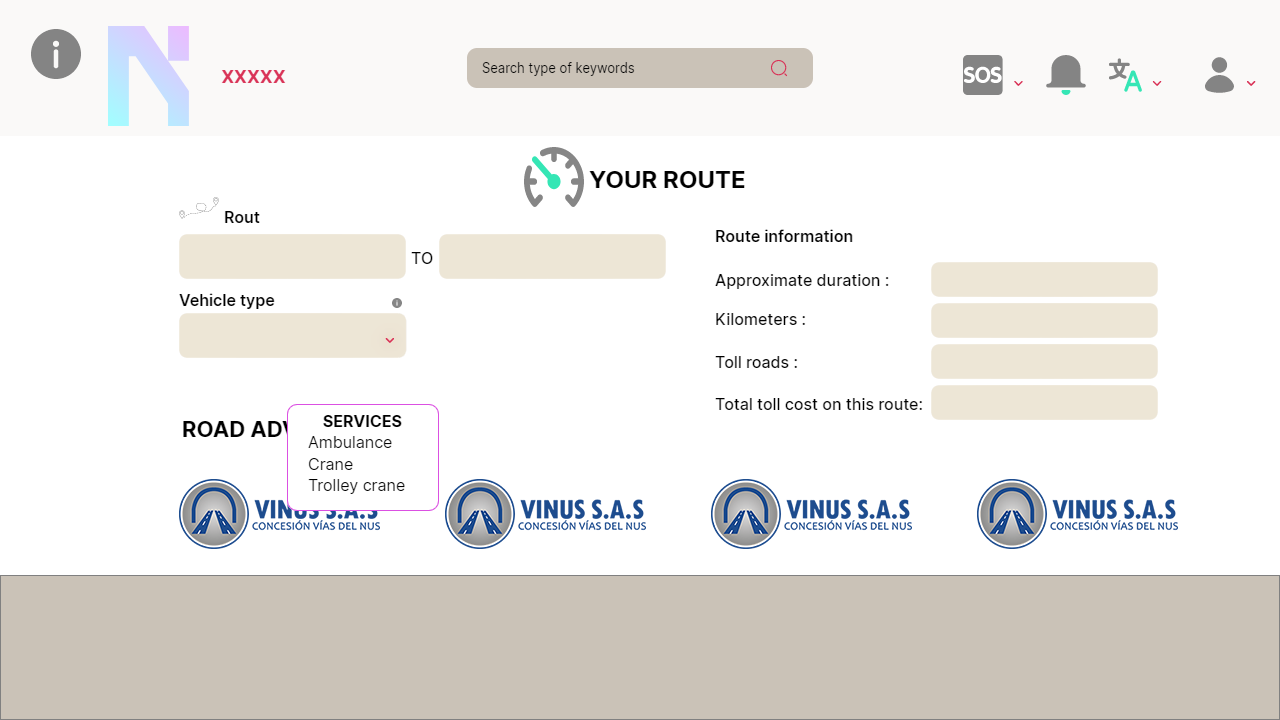 XXXXX
Search type of keywords
SOS
文A
YOUR ROUTE
Rout
TO
Vehicle type
Route information
Approximate duration :
Kilometers :
Toll roads :
Total toll cost on this route:
ROAD
SERVICES
Ambulance
Crane
Trolley crane
VINUS S.A.S
CONCESIÓN VÍAS DEL NUS
VINUS S.A.S
CONCESIÓN VÍAS DEL NUS
VINUS S.A.S
CONCESIÓN VÍAS DEL NUS
VINUS S.A.S
CONCESIÓN VÍAS DEL NUS